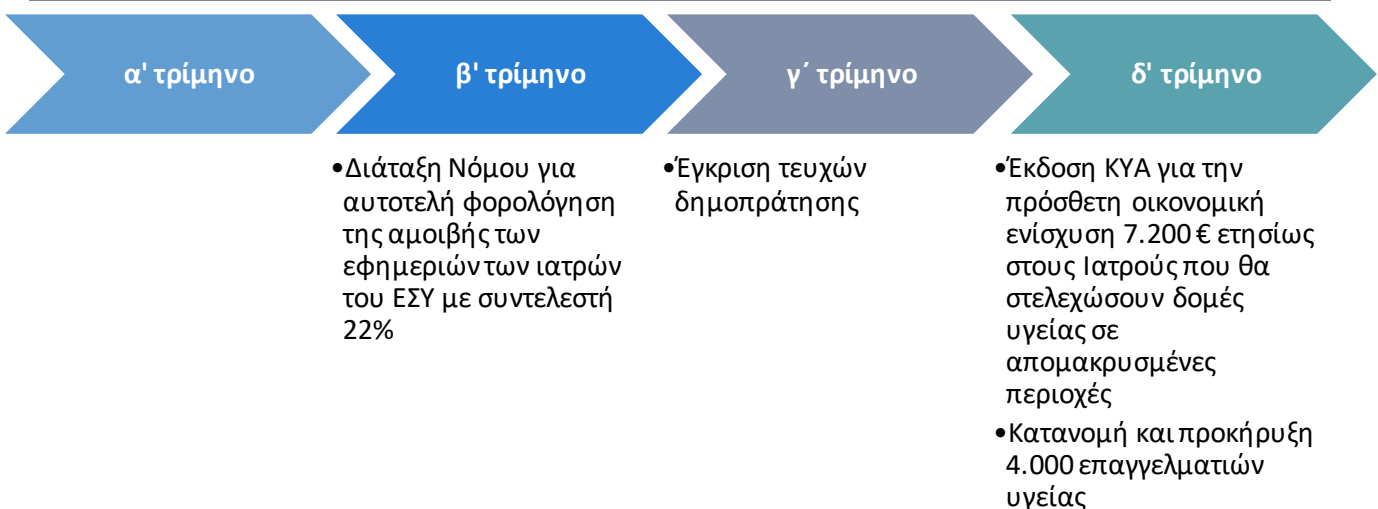 α' τρίμηνο
β' τρίμηνο
γ΄ τρίμηνο
δ' τρίμηνο
•Διάταξη Νόμου για
αυτοτελή φορολόγηση
της αμοιβής των
εφημεριών των ιατρών
του ΕΣΥ με συντελεστή
22%
•Έγκριση τευχών
δημοπράτησης
•Έκδοση ΚΥΑ για την
πρόσθετη οικονομική
ενίσχυση 7.200 € ετησίως
στους Ιατρούς που θα
στελεχώσουν δομές
υγείας σε
απομακρυσμένες
περιοχές
•Κατανομή και προκήρυξη
4.000 επαγγελματιών
υγείας